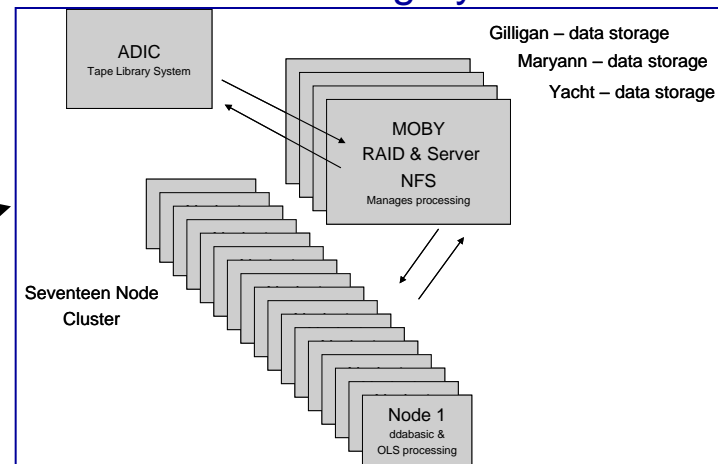 ADIC
Tape Library System
Gilligan – data storage
Maryann – data storage
Yacht – data storage
MOBY
RAID & Server
NFS
Manages processing
Seventeen Node
Cluster
Node 1
ddabasic &
OLS processing